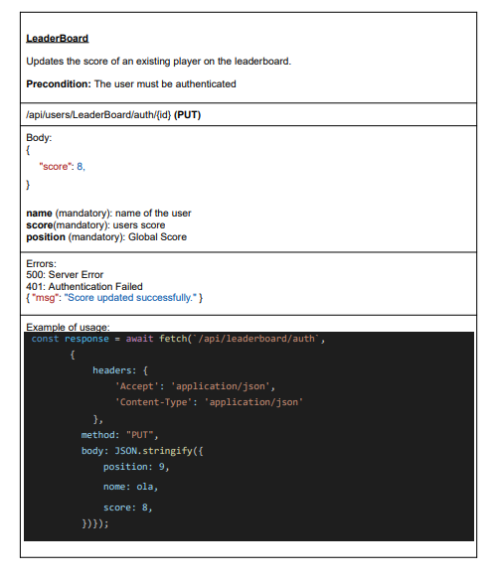 LeaderBoard
Updates the score of an existing player on the leaderboard.
Precondition: The user must be authenticated
/api/users/LeaderBoard/auth/{id} (PUT)
Body:
{
"score": 8,
}
name (mandatory): name of the user
score(mandatory): users score
position (mandatory): Global Score
Errors:
500: Server Error
401: Authentication Failed
{ "msg": "Score updated successfully." }
Example of usage:
const response = await fetch(`/api/leaderboard/auth`,
{
headers: {
'Accept': 'application/json',
'Content-Type': 'application/json'
},
method: "PUT",
body: JSON.stringify({
position: 9,
nome: ola,
score: 8,
})});